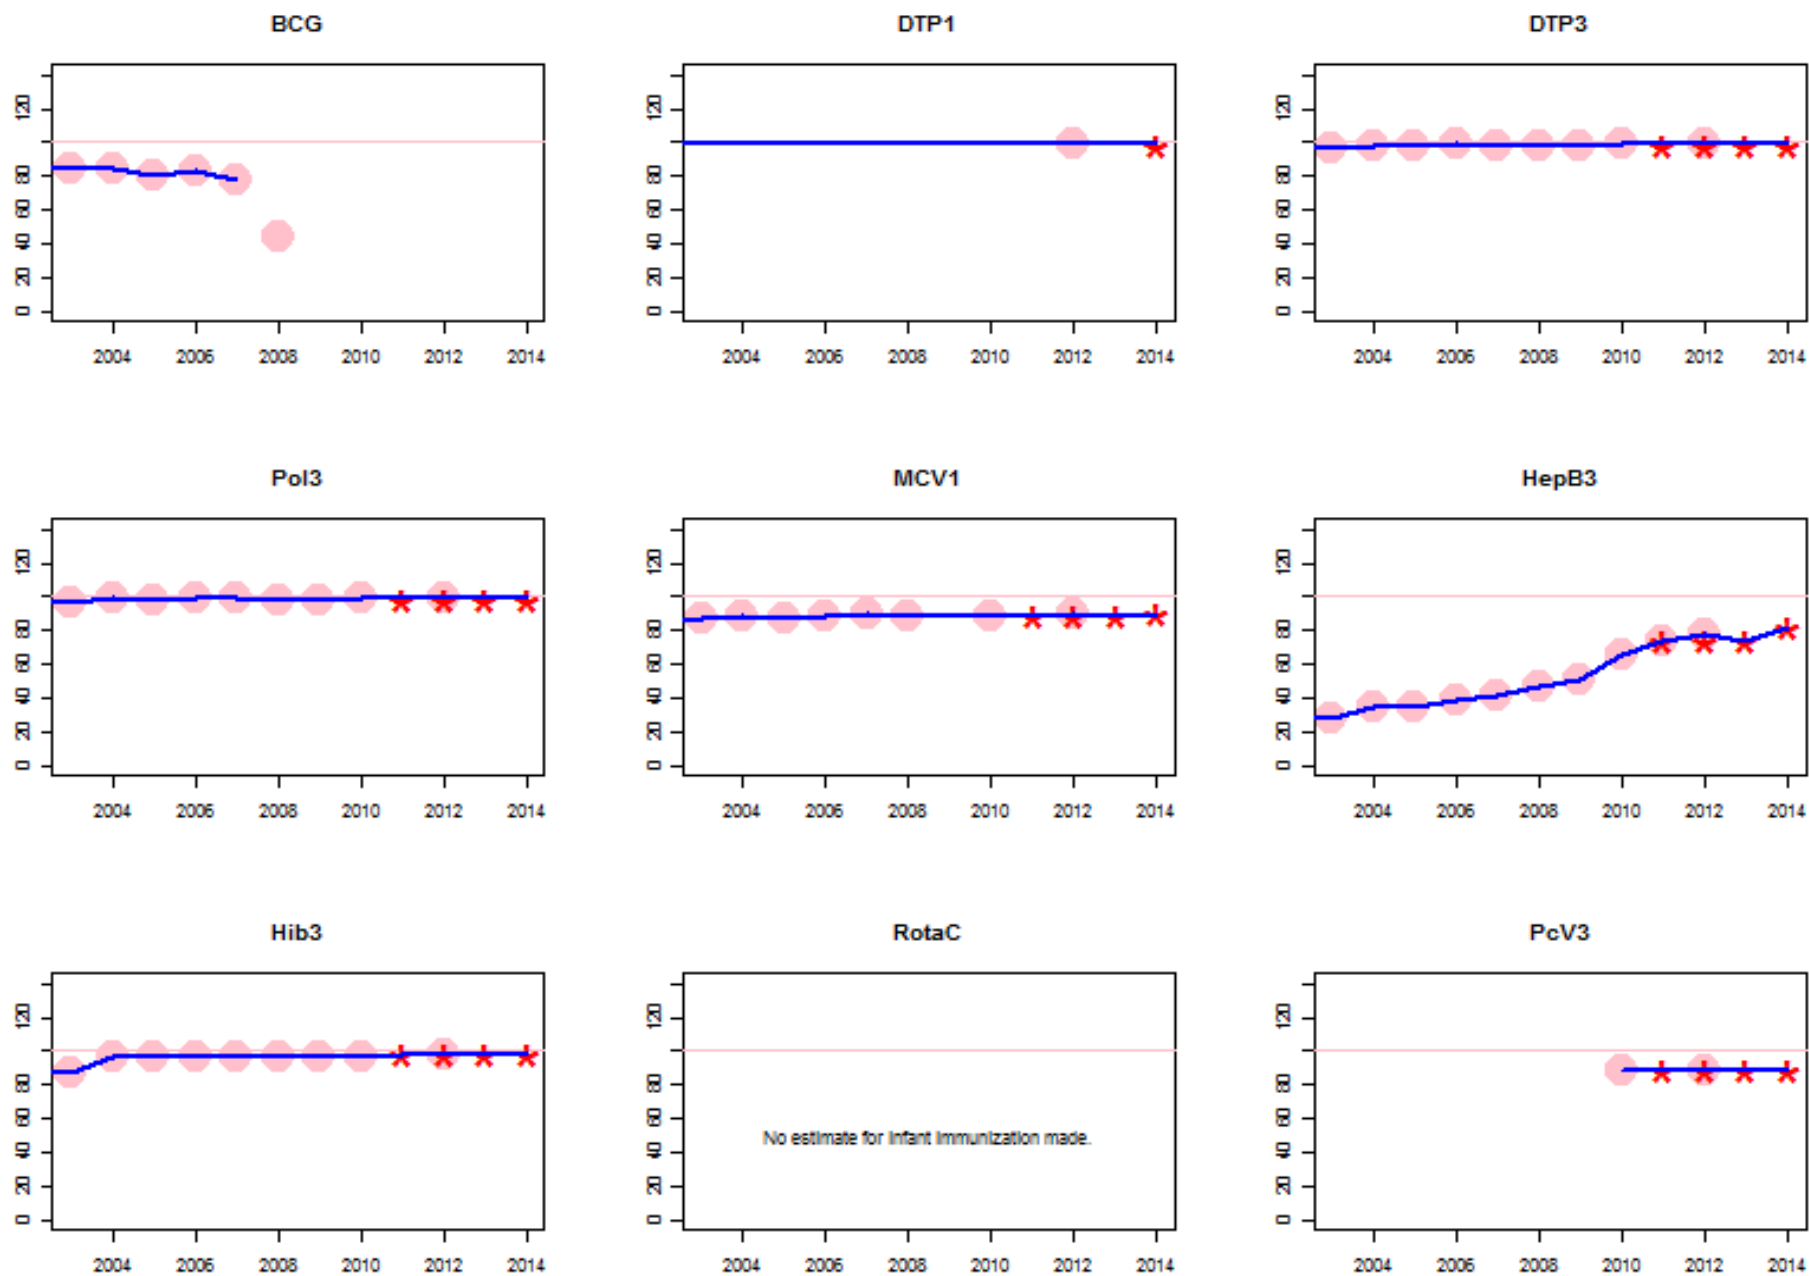 BCG DTP1 DTP3
120 120 120
80 80 80
60 60 60
40 40 40
20 20 20
0 0 0
2004 2006 2008 2010 2012 2014 2004 2006 2008 2010 2012 2014 2004 2006 2008 2010 2012 2014
Pol3 MCV1 HepB3
120 120 120
80 80 80
60 60 60
40 40 40
20 20 20
0 0 0
2004 2006 2008 2010 2012 2014 2004 2006 2008 2010 2012 2014 2004 2006 2008 2010 2012 2014
Hib3 RotaC PcV3
120 120 120
80 80 80
60 60 60
No estimate for infant immunization made.
40 40 40
20 20 20
0 0 0
2004 2006 2008 2010 2012 2014 2004 2006 2008 2010 2012 2014 2004 2006 2008 2010 2012 2014